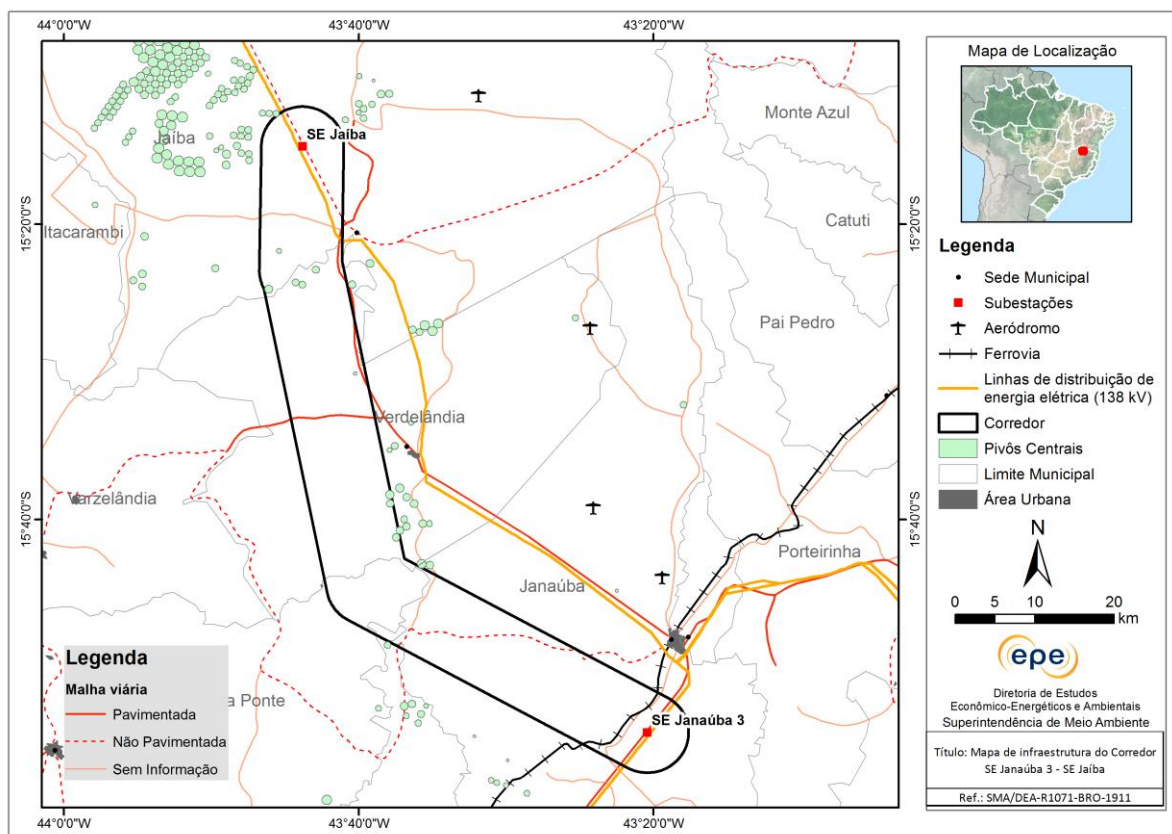 44°0'0"W
43°40'0"W
43°20'0"W
15°20'0"S
15°40'0"S
15°20'0"S
15°40'0"S
44°0'0"W
43°40'0"W
43°20'0"W
Jaíba
SE Jaíba
Monte Azul
Itacarambi
Catuti
Pai Pedro
Verdelândia
Varzelândia
Porteirinha
Janaúba
a Ponte
SE Janaúba 3
Legenda
Malha viária
Pavimentada
Não Pavimentada
Sem Informação
Mapa de Localização
Legenda
Sede Municipal
Subestações
Aeródromo
Ferrovia
Linhas de distribuição de
energia elétrica (138 kV)
Corredor
Pivôs Centrais
Limite Municipal
Área Urbana
N
0 5 10 20
km
epe
Diretoria de Estudos
Econômico-Energéticos e Ambientais
Superintendência de Meio Ambiente
Título: Mapa de infraestrutura do Corredor
SE Janaúba 3 - SE Jaíba
Ref.: SMA/DEA-R1071-BRO-1911